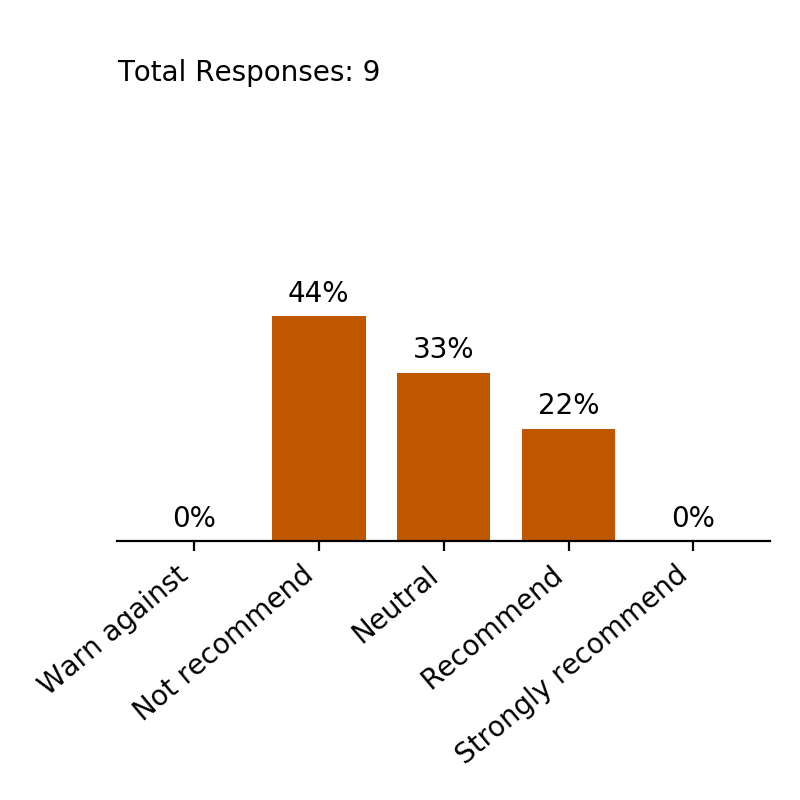 Total Responses: 9
44%
33%
22%
0%
0%
Warn against
Not recommend
Neutral
Recommend
Strongly recommend